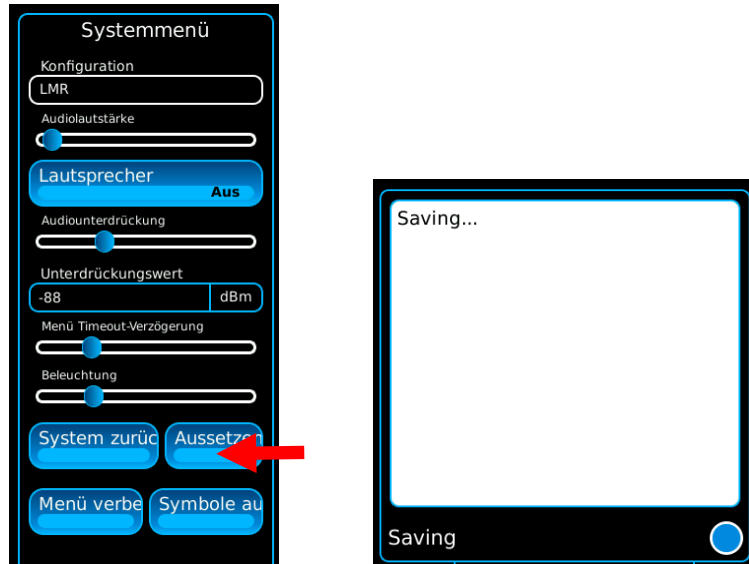 Systemmenü
Konfiguration
LMR
Audiolautstärke
Lautsprecher
Aus
Audiounterdrückung
Unterdrückungswert
-88 dBm
Menü Timeout-Verzögerung
Beleuchtung
System zurüc Aussetzen
Menü verbe Symbole au
Saving...
Saving